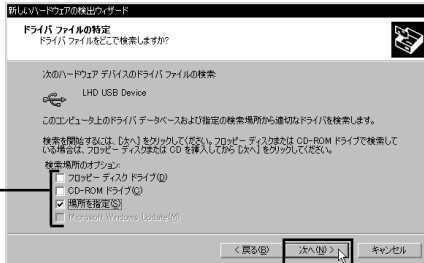 新しいハードウェアの検出ウィザード
ドライバ ファイルの特定
ドライバ ファイルをどこで検索しますか?
次のハードウェア デバイスのドライバ ファイルの検索:
LHD USB Device
このコンピュータ上のドライバ データベースおよび指定の検索場所から適切なドライバを検索します。
検索を開始するには、[次へ] をクリックしてください。フロッピー ディスクまたは CD-ROM ドライブで検索して
いる場合は、フロッピー ディスクまたは CD を挿入してから [次へ] をクリックしてください。
検索場所のオプション:
フロッピー ディスク ドライブ(D)
CD-ROM ドライブ(C)
場所を指定(S)
Microsoft Windows Update(M)
< 戻る(B)
次へ(N) >
キャンセル